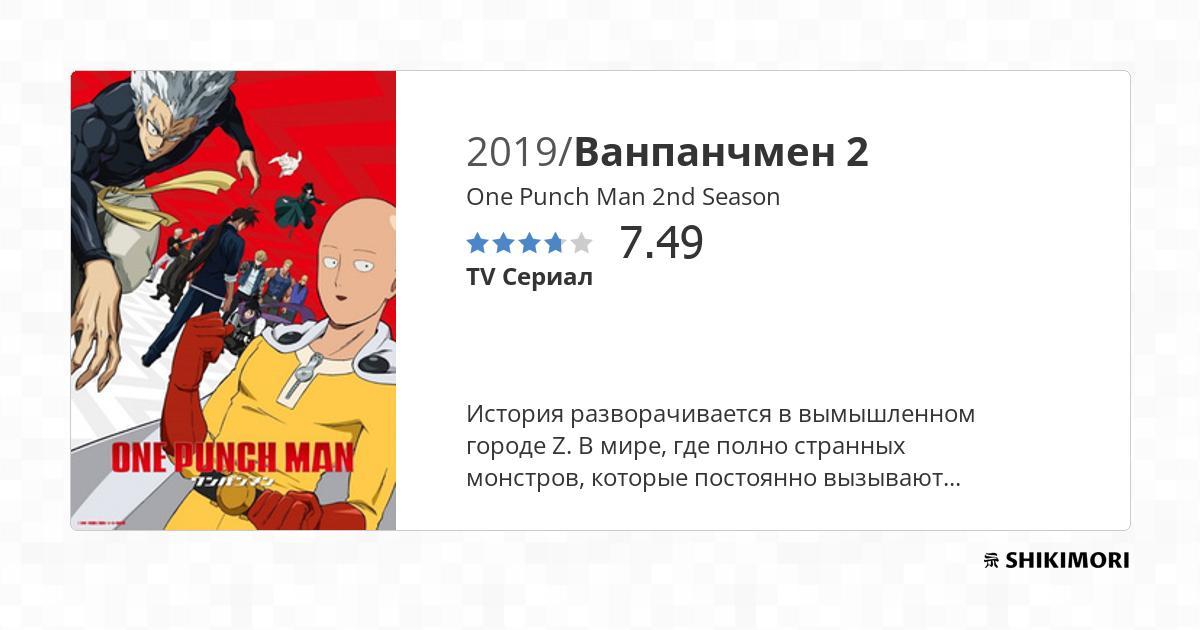 2019/Ванпанчмен 2
One Punch Man 2nd Season
7.49
TV Сериал
История разворачивается в вымышленном
городе Z. В мире, где полно странных
монстров, которые постоянно вызывают...
ONE PUNCH MAN
ワンパンマン
SHIKIMORI